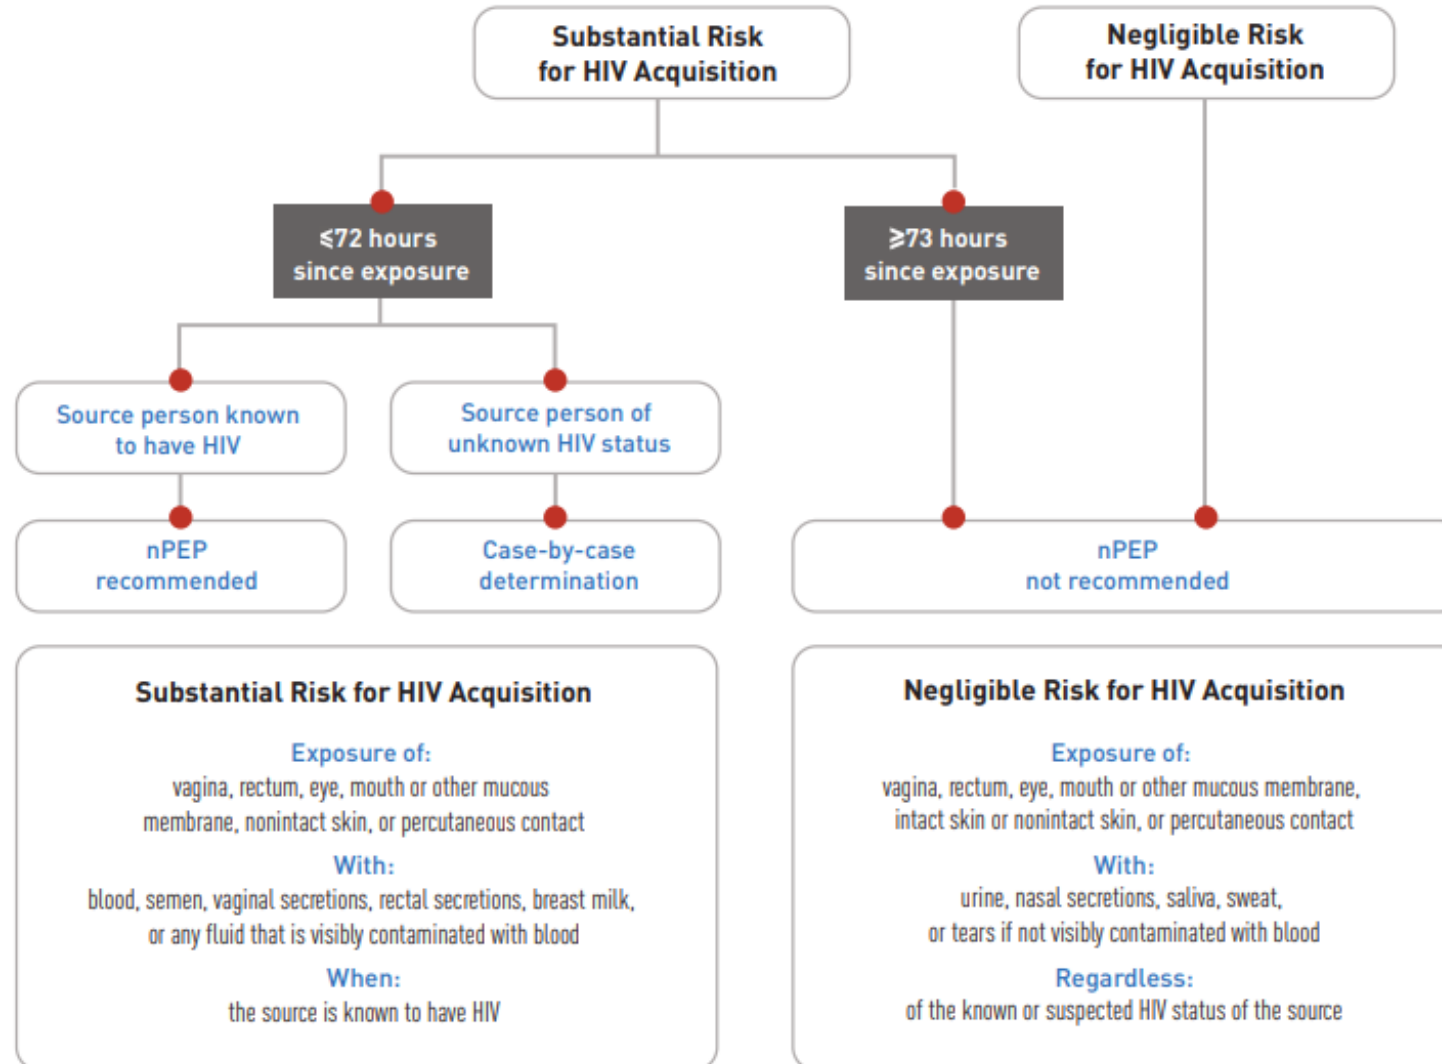 Substantial Risk
for HIV Acquisition
Negligible Risk
for HIV Acquisition
≤72 hours
since exposure
≥73 hours
since exposure
Source person known
to have HIV
Source person of
unknown HIV status
nPEP
recommended
Case-by-case
determination
nPEP
not recommended
Substantial Risk for HIV Acquisition
Exposure of:
vagina, rectum, eye, mouth or other mucous
membrane, nonintact skin, or percutaneous contact
With:
blood, semen, vaginal secretions, rectal secretions, breast milk,
or any fluid that is visibly contaminated with blood
When:
the source is known to have HIV
Negligible Risk for HIV Acquisition
Exposure of:
vagina, rectum, eye, mouth or other mucous membrane,
intact skin or nonintact skin, or percutaneous contact
With:
urine, nasal secretions, saliva, sweat,
or tears if not visibly contaminated with blood
Regardless:
of the known or suspected HIV status of the source